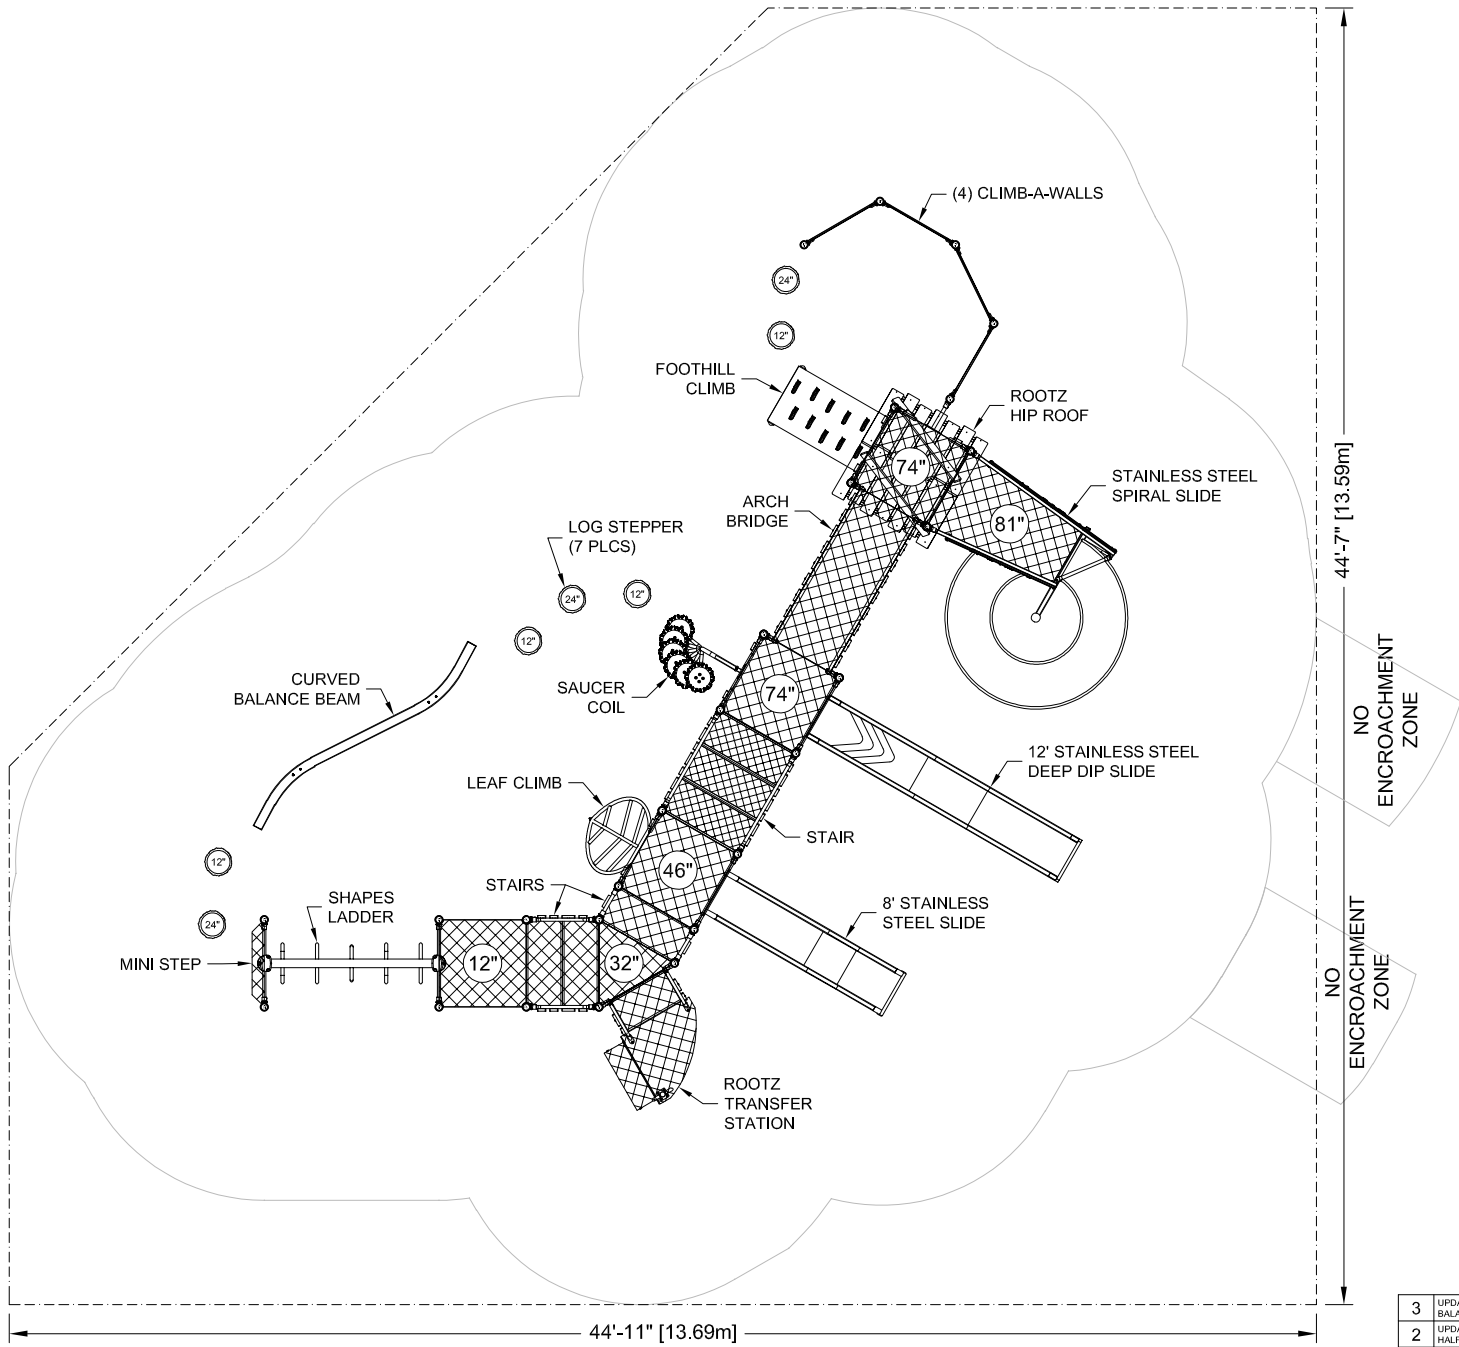 (4) CLIMB-A-WALLS
24"
12"
FOOTHILL
CLIMB
ROOTZ
HIP ROOF
74"
STAINLESS STEEL
SPIRAL SLIDE
81"
44'-7" [13.59m]
ARCH
BRIDGE
LOG STEPPER
(7 PLCS)
24"
12"
12"
CURVED
BALANCE BEAM
SAUCER
COIL
74"
NO
ENCROACHMENT
ZONE
12' STAINLESS STEEL
DEEP DIP SLIDE
LEAF CLIMB
STAIR
12"
46"
STAIRS
SHAPES
LADDER
24"
8' STAINLESS
STEEL SLIDE
NO
ENCROACHMENT
ZONE
MINI STEP
12"
32"
ROOTZ
TRANSFER
STATION
44'-11" [13.69m]
3
2